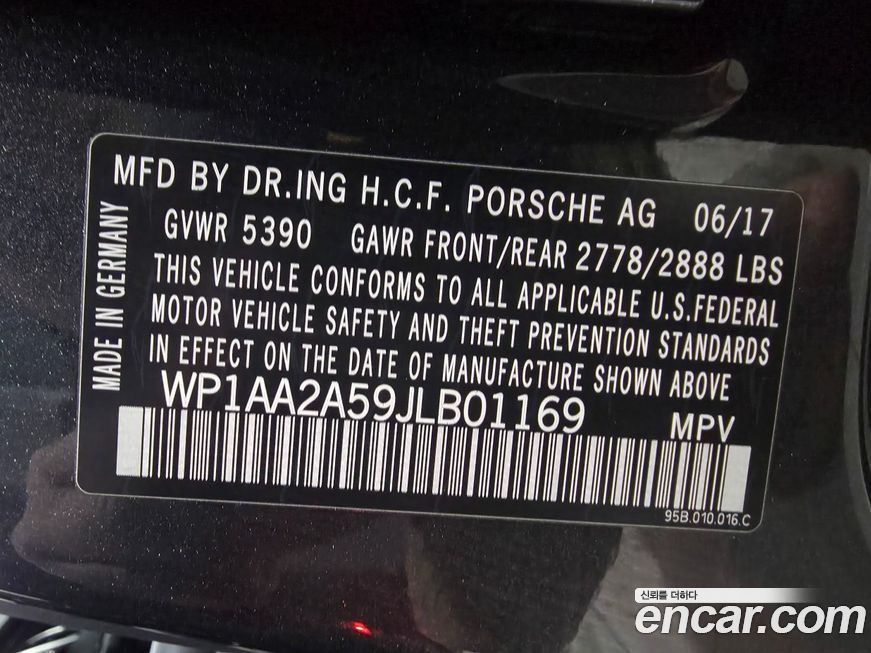 MFD BY DR.ING H.C.F. PORSCHE AG 06/17
GVWR 5390 GAWR FRONT/REAR 2778/2888 LBS
THIS VEHICLE CONFORMS TO ALL APPLICABLE U.S.FEDERAL
MOTOR VEHICLE SAFETY AND THEFT PREVENTION STANDARDS
IN EFFECT ON THE DATE OF MANUFACTURE SHOWN ABOVE
MADE IN GERMANY
WP1AA2A59JLB01169 MPV
95B.010.016.C
신뢰를 더하다
encar.com